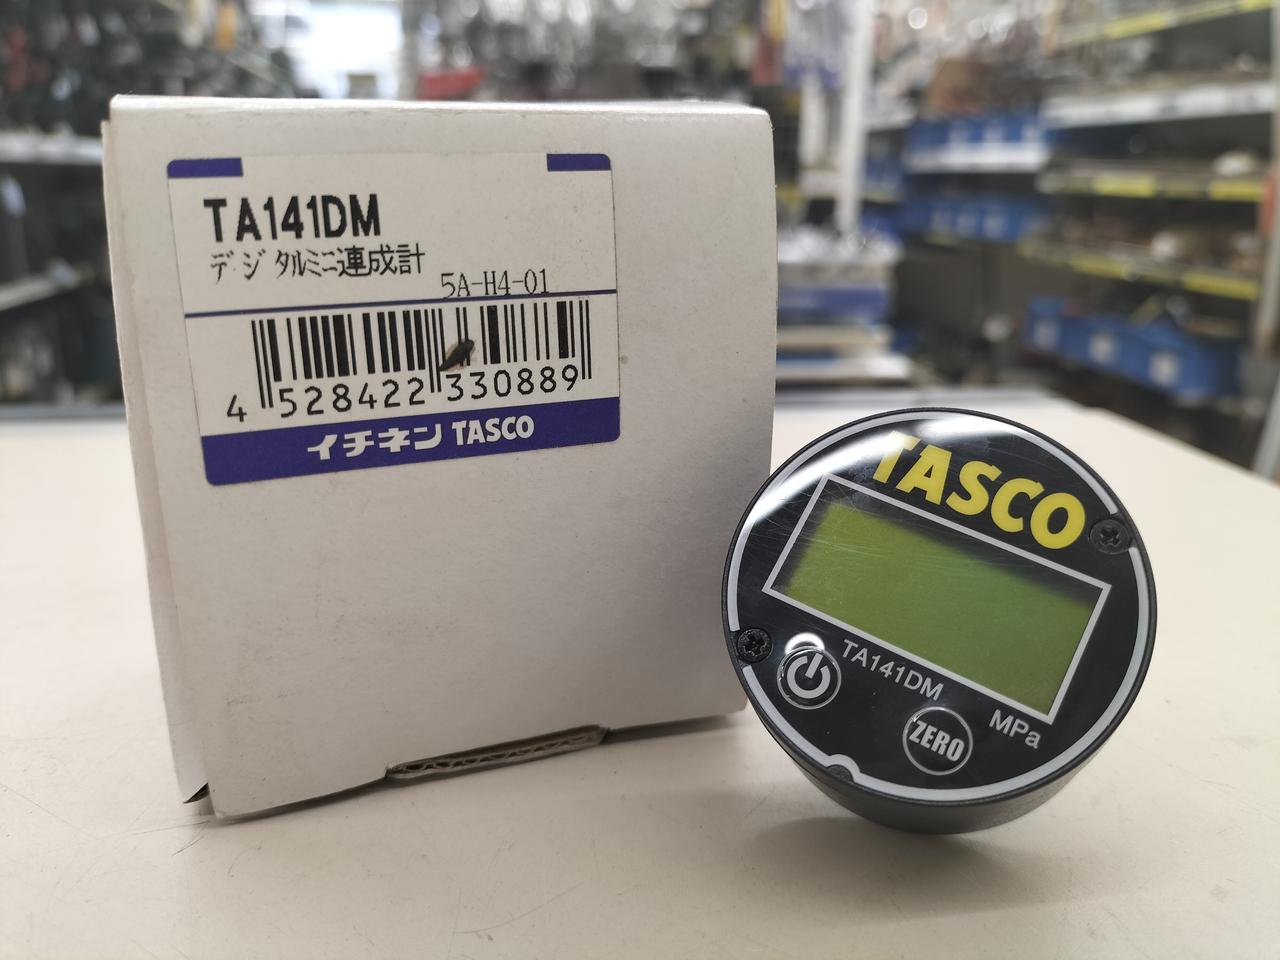 TA141DM
デジタルミニ連成計
5A-H4-01
4 528422 330889
イチネン TASCO
TASCO
TA141DM
MPa
ZERO